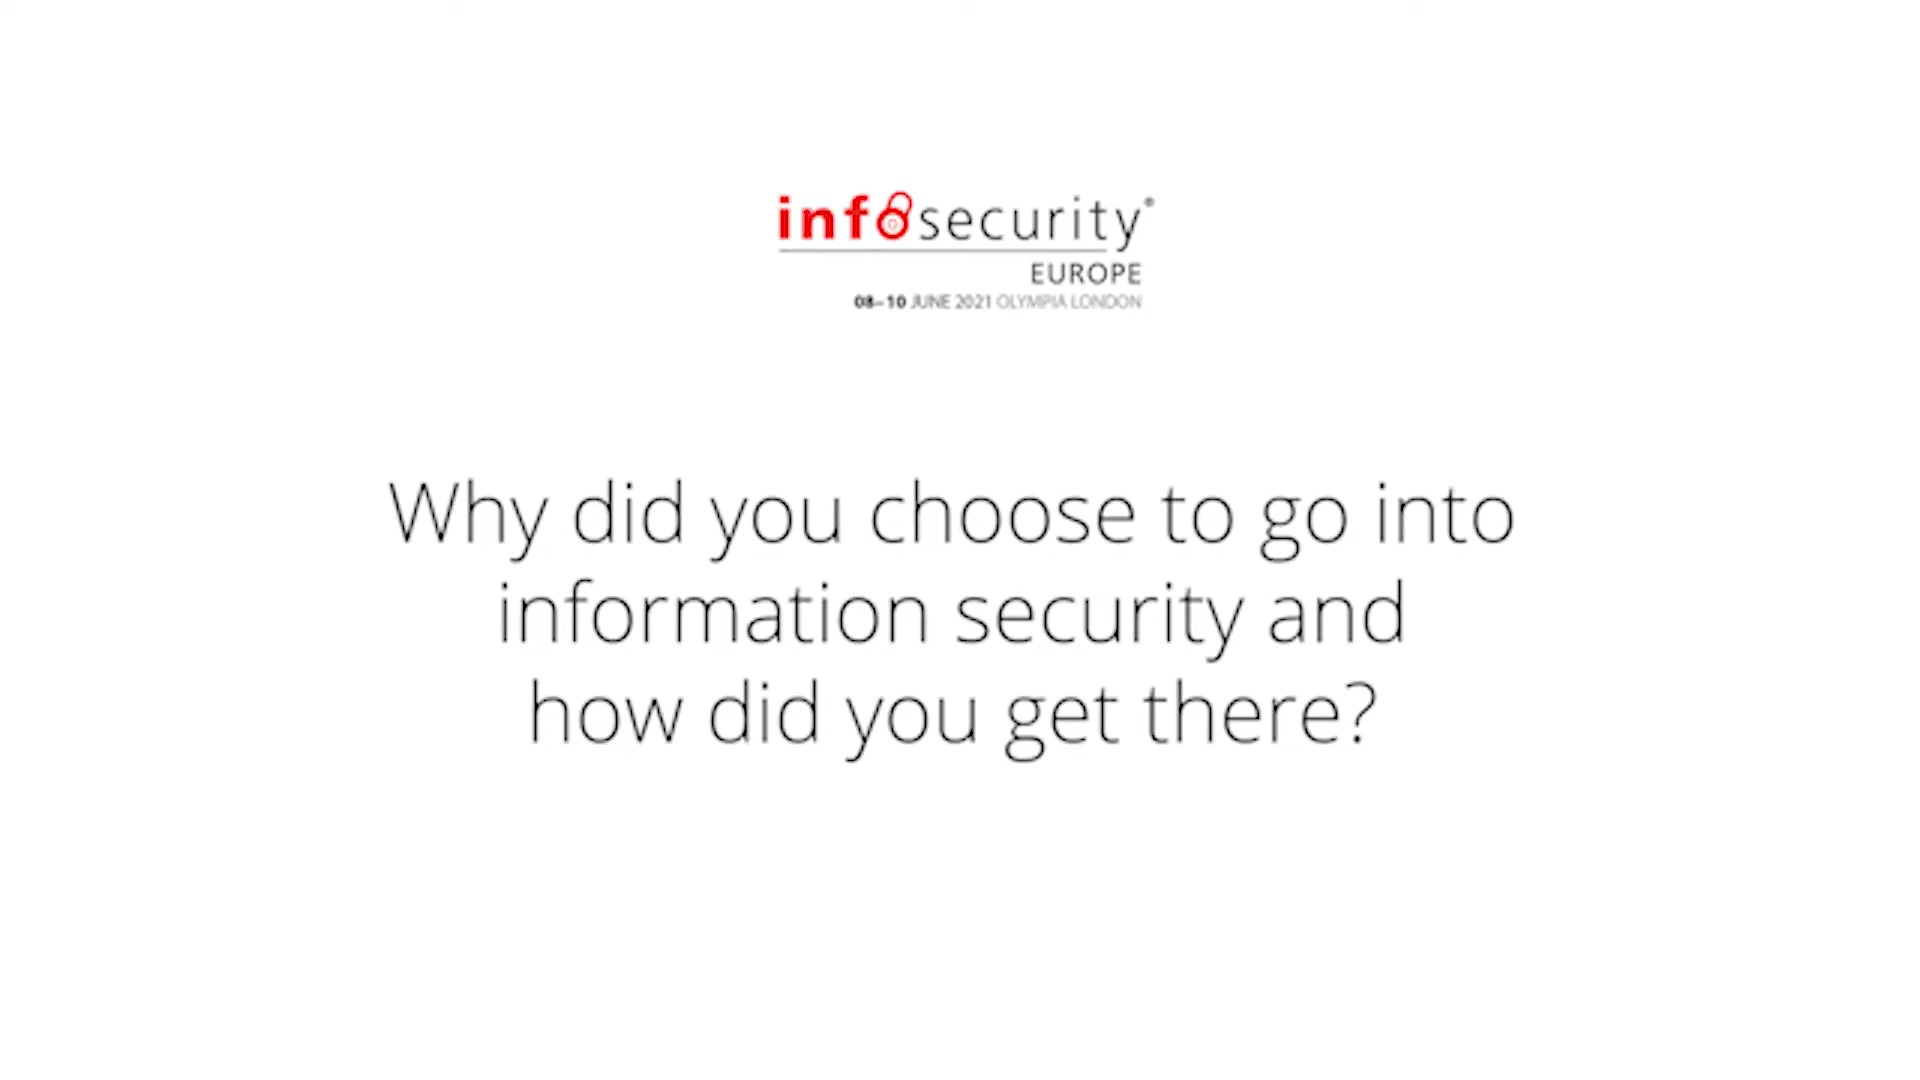 infosecurity®
EUROPE
08–10 JUNE 2021 OLYMPIA LONDON
Why did you choose to go into
information security and
how did you get there?